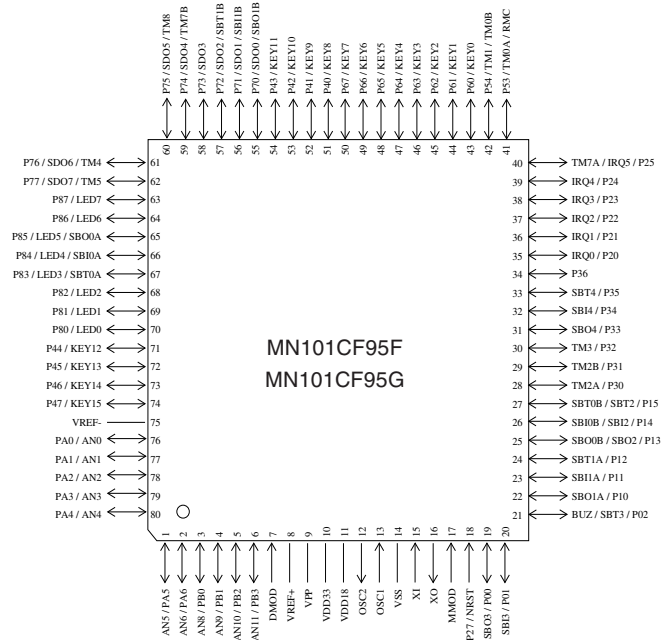 P75 / SDO5 / TM8
P74 / SDO4 / TM7B
P73 / SDO3
P72 / SDO2 / SBT1B
P71 / SDO1 / SBI1B
P70 / SDO0 / SBO1B
P43 / KEY11
P42 / KEY10
P41 / KEY9
P40 / KEY8
P67 / KEY7
P66 / KEY6
P65 / KEY5
P64 / KEY4
P63 / KEY3
P62 / KEY2
P61 / KEY1
P60 / KEY0
P54 / TM1 / TM0B
P53 / TM0A / RMC
60 59 58 57 56 55 54 53 52 51 50 49 48 47 46 45 44 43 42 41
P76 / SDO6 / TM4 61
P77 / SDO7 / TM5 62
P87 / LED7 63
P86 / LED6 64
P85 / LED5 / SBO0A 65
P84 / LED4 / SBI0A 66
P83 / LED3 / SBT0A 67
P82 / LED2 68
P81 / LED1 69
P80 / LED0 70
P44 / KEY12 71
P45 / KEY13 72
P46 / KEY14 73
P47 / KEY15 74
VREF- 75
PA0 / AN0 76
PA1 / AN1 77
PA2 / AN2 78
PA3 / AN3 79
PA4 / AN4 80
MN101CF95F
MN101CF95G
40 TM7A / IRQ5 / P25
39 IRQ4 / P24
38 IRQ3 / P23
37 IRQ2 / P22
36 IRQ1 / P21
35 IRQ0 / P20
34 P36
33 SBT4 / P35
32 SBI4 / P34
31 SBO4 / P33
30 TM3 / P32
29 TM2B / P31
28 TM2A / P30
27 SBT0B / SBT2 / P15
26 SBI0B / SBI2 / P14
25 SBO0B / SBO2 / P13
24 SBT1A / P12
23 SBI1A / P11
22 SBO1A / P10
21 BUZ / SBT3 / P02
1 2 3 4 5 6 7 8 9 10 11 12 13 14 15 16 17 18 19 20
AN5 / PA5
AN6 / PA6
AN8 / PB0
AN9 / PB1
AN10 / PB2
AN11 / PB3
DMOD
VREF+
VPP
VDD33
VDD18
OSC2
OSC1
VSS
XI
XO
MMOD
P27 / NRST
SBO3 / P00
SBI3 / P01